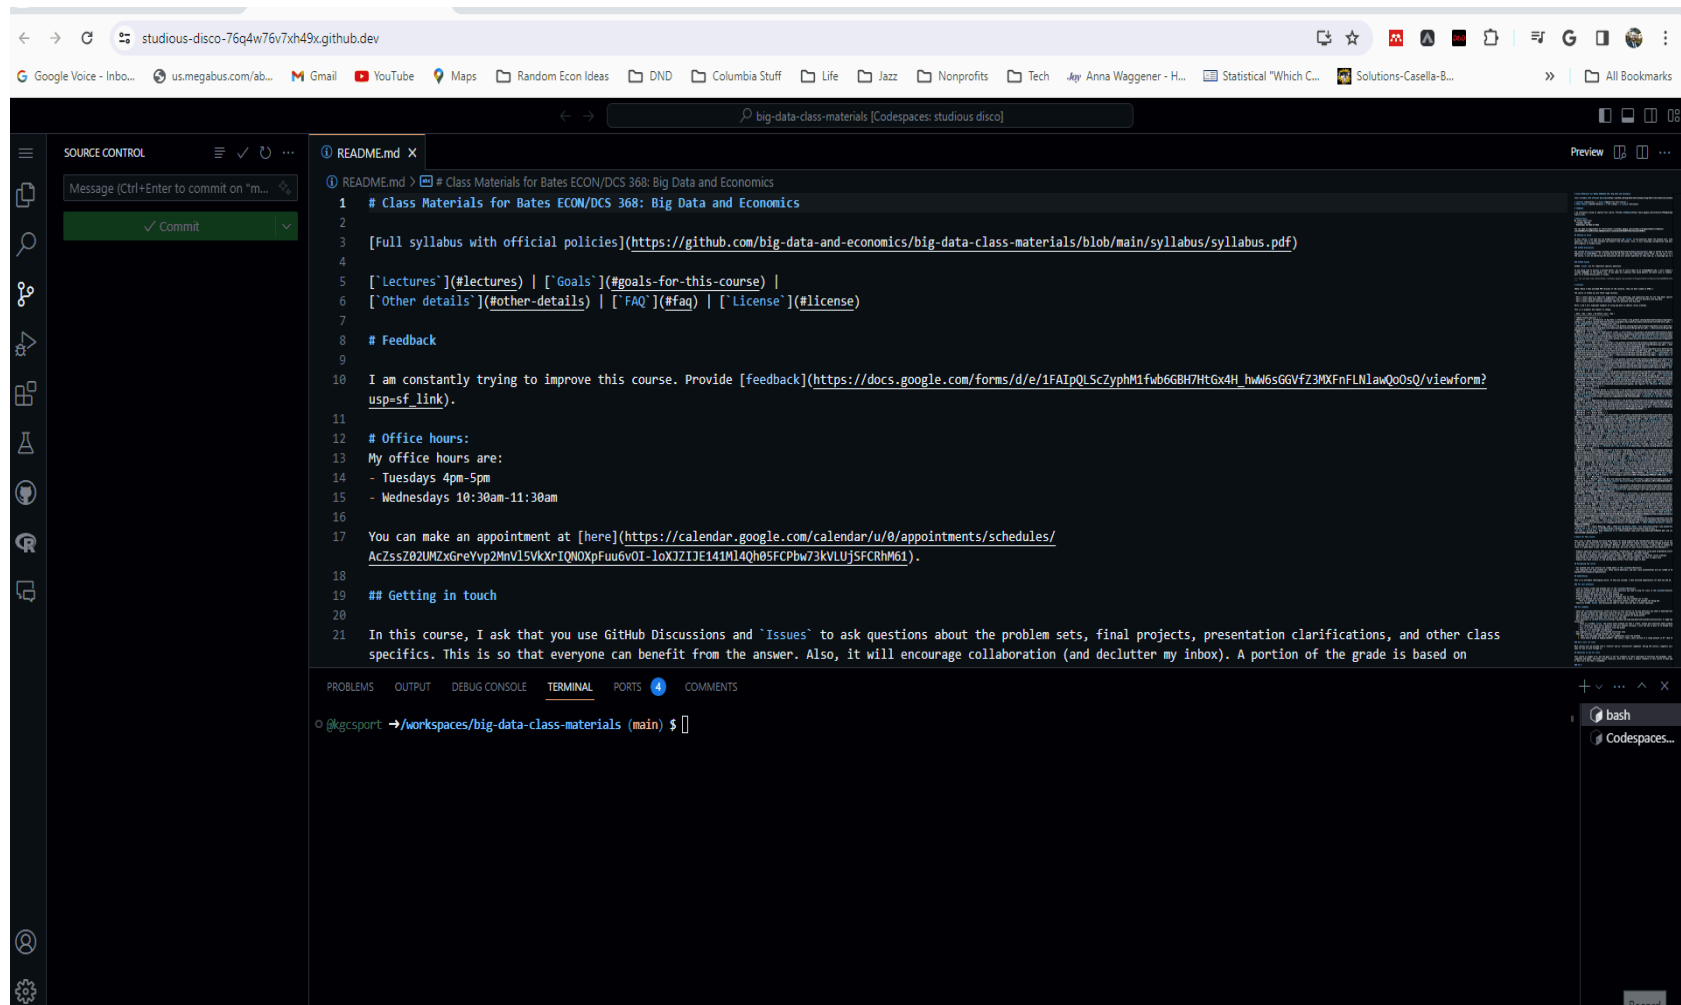 studious-disco-76q4w76v7xh49x.github.dev
Google Voice - Inbo... us.megabus.com/ab... Gmail YouTube Maps Random Econ Ideas DND Columbia Stuff Life Jazz Nonprofits Tech Anna Waggener - H... Statistical "Which C... Solutions-Casella-B... » All Bookmarks
big-data-class-materials [Codespaces: studious disco]
SOURCE CONTROL
Message (Ctrl+Enter to commit on "m...
Commit
README.md
Preview
README.md > # Class Materials for Bates ECON/DCS 368: Big Data and Economics
1 # Class Materials for Bates ECON/DCS 368: Big Data and Economics
2
3 [Full syllabus with official policies](https://github.com/big-data-and-economics/big-data-class-materials/blob/main/syllabus/syllabus.pdf)
4
5 [`Lectures`](#lectures) | [`Goals`](#goals-for-this-course) |
6 [`Other details`](#other-details) | [`FAQ`](#faq) | [`License`](#license)
7
8 # Feedback
9
10 I am constantly trying to improve this course. Provide [feedback](https://docs.google.com/forms/d/e/1FAIpQLScZyphM1fwb6GBH7HtGx4H_hwW6sGGVfZ3MXFnFLNlawQoOsQ/viewform?
usp=sf_link).
11
12 # Office hours:
13 My office hours are:
14 - Tuesdays 4pm-5pm
15 - Wednesdays 10:30am-11:30am
16
17 You can make an appointment at [here](https://calendar.google.com/calendar/u/0/appointments/schedules/
AcZssZ02UMZxGreYvp2MnVl5VkXrIQNOXpFuu6vOI-loXJZIJE141Ml4Qh05FCPbw73kVLUjSFCRhM61).
18
19 ## Getting in touch
20
21 In this course, I ask that you use GitHub Discussions and `Issues` to ask questions about the problem sets, final projects, presentation clarifications, and other class
specifics. This is so that everyone can benefit from the answer. Also, it will encourage collaboration (and declutter my inbox). A portion of the grade is based on
PROBLEMS OUTPUT DEBUG CONSOLE TERMINAL PORTS 4 COMMENTS
@kgcsport ➜/workspaces/big-data-class-materials (main) $
bash
Codespaces...